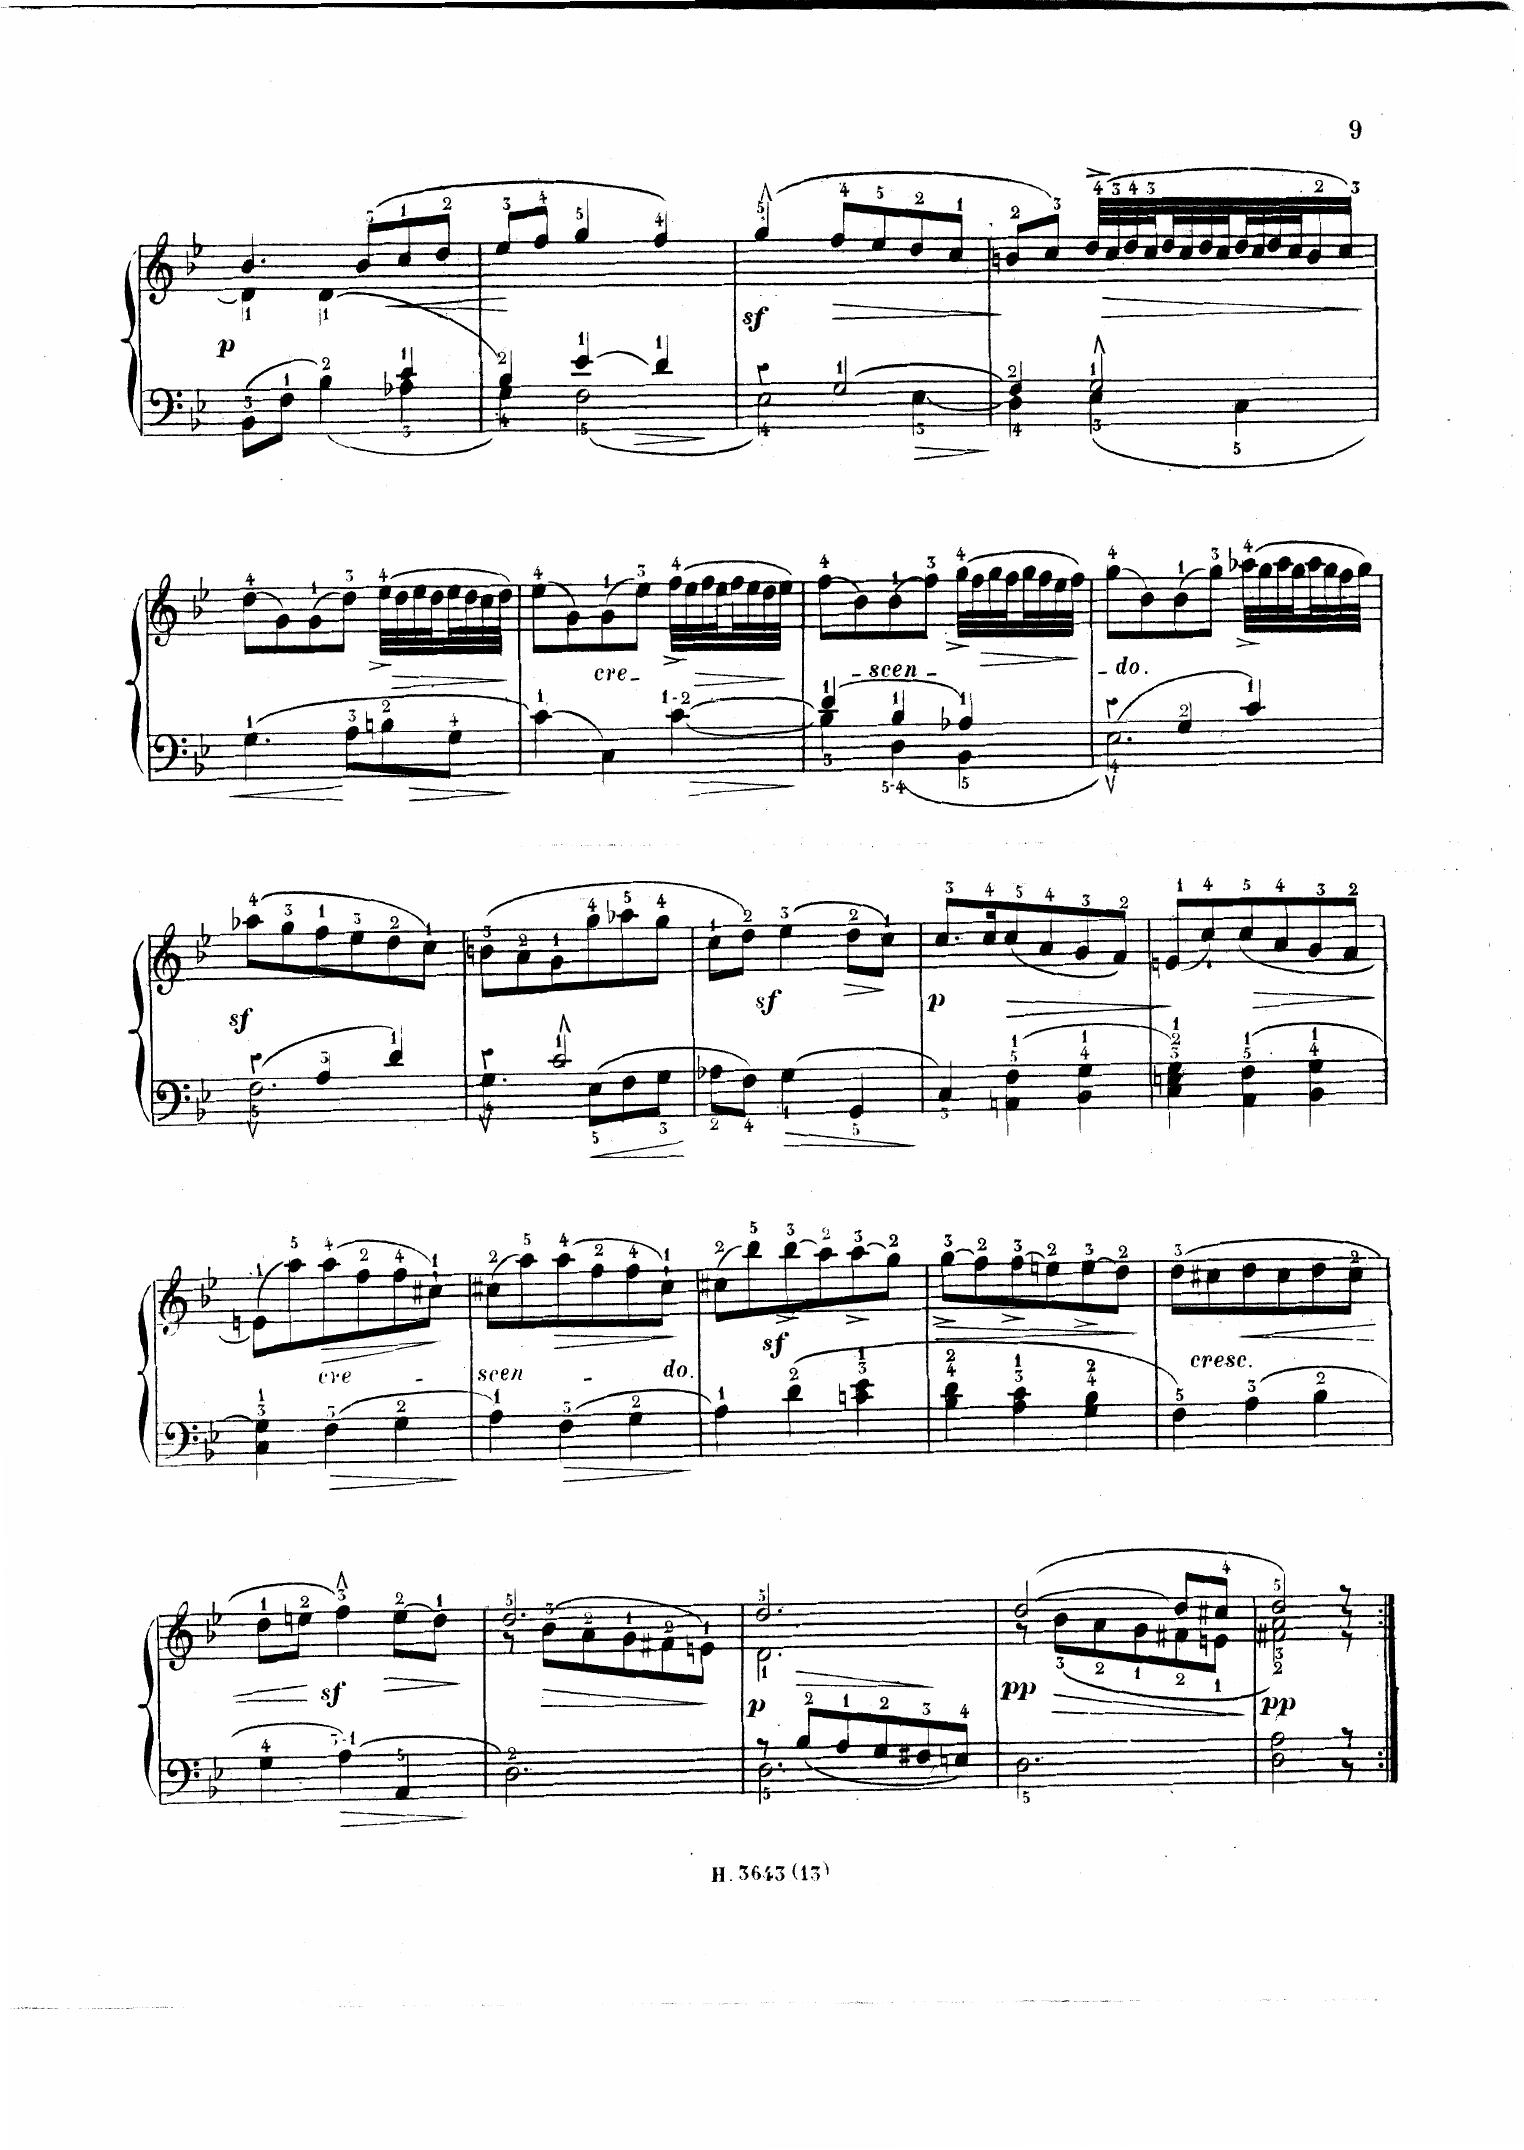 9
p
sf
cre - scen - do.
sf
sf
p
cre - scen - do.
sf
cresc.
sf
p
pp
pp
H. 3643 (13)